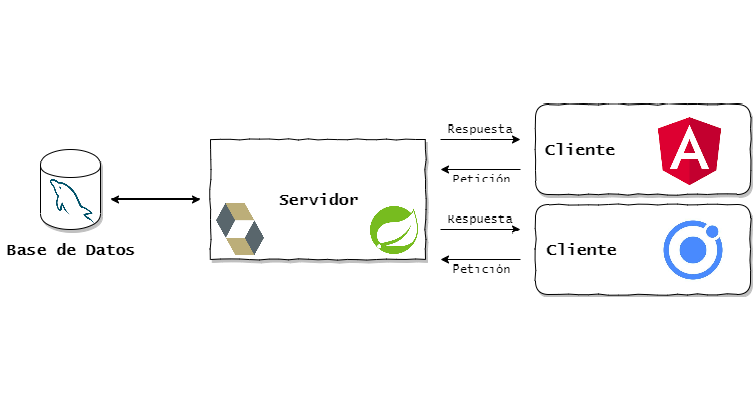 Respuesta
Cliente
Petición
Servidor
Respuesta
Base de Datos
Cliente
Petición